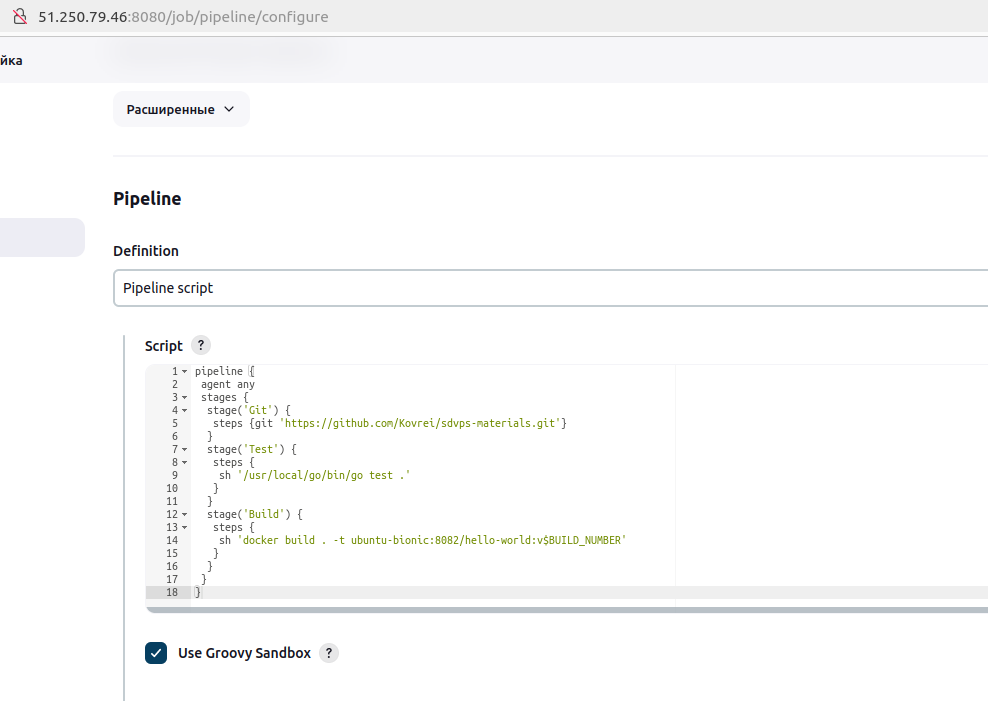 51.250.79.46:8080/job/pipeline/configure
йка
Расширенные
Pipeline
Definition
Pipeline script
Script ?
1 pipeline {
2 agent any
3 stages {
4 stage('Git') {
5 steps {git 'https://github.com/Kovrei/sdvps-materials.git'}
6 }
7 stage('Test') {
8 steps {
9 sh '/usr/local/go/bin/go test .'
10 }
11 }
12 stage('Build') {
13 steps {
14 sh 'docker build . -t ubuntu-bionic:8082/hello-world:v$BUILD_NUMBER'
15 }
16 }
17 }
18 }
Use Groovy Sandbox ?